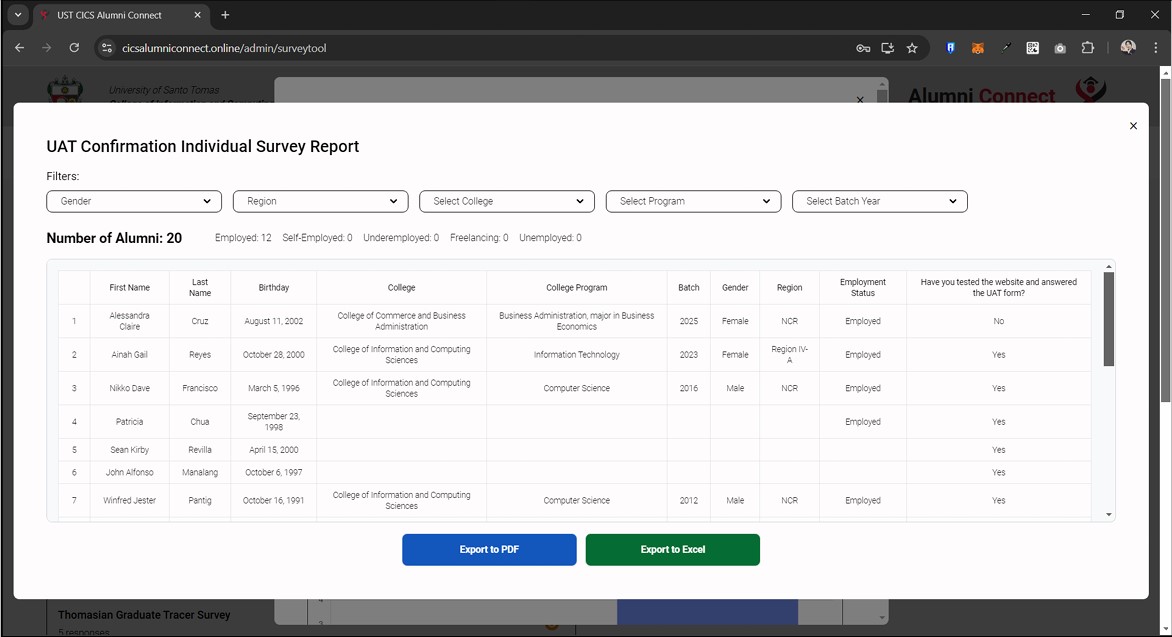 UST CICS Alumni Connect
cicsalumniconnect.online/admin/surveytool
University of Santo Tomas
Alumni Connect
UAT Confirmation Individual Survey Report
Filters:
Gender Region Select College Select Program Select Batch Year
Number of Alumni: 20 Employed: 12 Self-Employed: 0 Underemployed: 0 Freelancing: 0 Unemployed: 0
First Name Last Name Birthday College College Program Batch Gender Region Employment Status Have you tested the website and answered the UAT form?
1 Alessandra Claire Cruz August 11, 2002 College of Commerce and Business Administration Business Administration, major in Business Economics 2025 Female NCR Employed No
2 Ainah Gail Reyes October 28, 2000 College of Information and Computing Sciences Information Technology 2023 Female Region IV-A Employed Yes
3 Nikko Dave Francisco March 5, 1996 College of Information and Computing Sciences Computer Science 2016 Male NCR Employed Yes
4 Patricia Chua September 23, 1998 Employed Yes
5 Sean Kirby Revilla April 15, 2000 Yes
6 John Alfonso Manalang October 6, 1997 Yes
7 Winfred Jester Pantig October 16, 1991 College of Information and Computing Sciences Computer Science 2012 Male NCR Employed Yes
Export to PDF Export to Excel
Thomasian Graduate Tracer Survey
5 responses